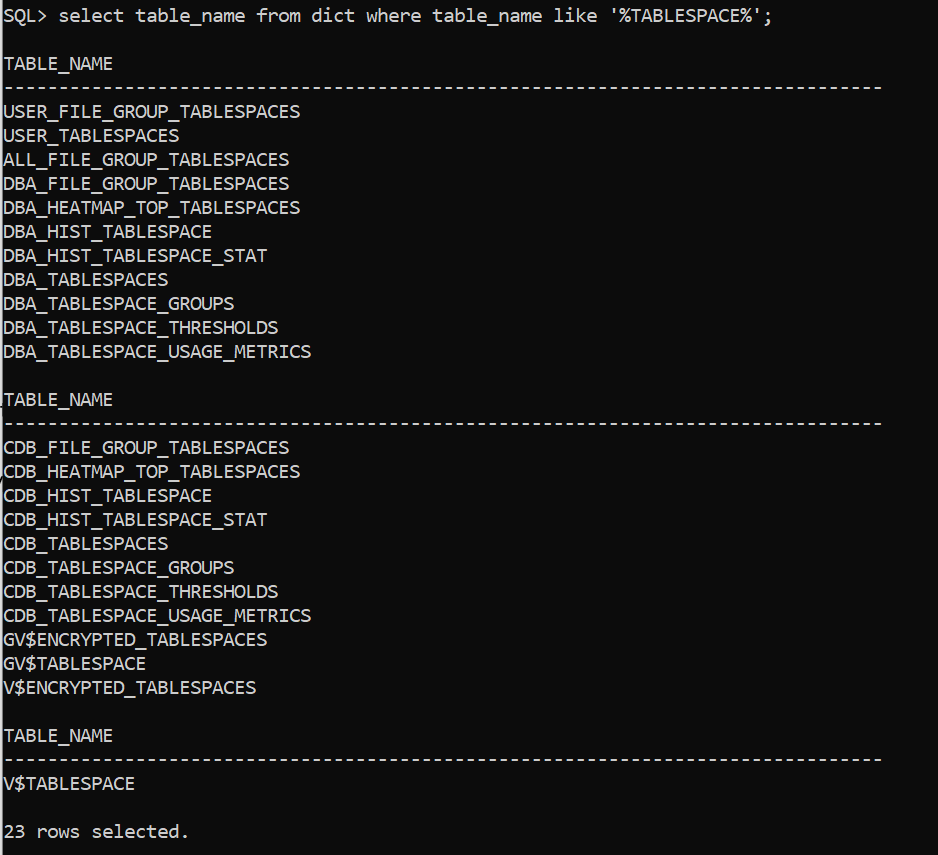 SQL> select table_name from dict where table_name like '%TABLESPACE%';
TABLE_NAME
--------------------------------------------------------------------------------
USER_FILE_GROUP_TABLESPACES
USER_TABLESPACES
ALL_FILE_GROUP_TABLESPACES
DBA_FILE_GROUP_TABLESPACES
DBA_HEATMAP_TOP_TABLESPACES
DBA_HIST_TABLESPACE
DBA_HIST_TABLESPACE_STAT
DBA_TABLESPACES
DBA_TABLESPACE_GROUPS
DBA_TABLESPACE_THRESHOLDS
DBA_TABLESPACE_USAGE_METRICS
TABLE_NAME
--------------------------------------------------------------------------------
CDB_FILE_GROUP_TABLESPACES
CDB_HEATMAP_TOP_TABLESPACES
CDB_HIST_TABLESPACE
CDB_HIST_TABLESPACE_STAT
CDB_TABLESPACES
CDB_TABLESPACE_GROUPS
CDB_TABLESPACE_THRESHOLDS
CDB_TABLESPACE_USAGE_METRICS
GV$ENCRYPTED_TABLESPACES
GV$TABLESPACE
V$ENCRYPTED_TABLESPACES
TABLE_NAME
--------------------------------------------------------------------------------
V$TABLESPACE
23 rows selected.